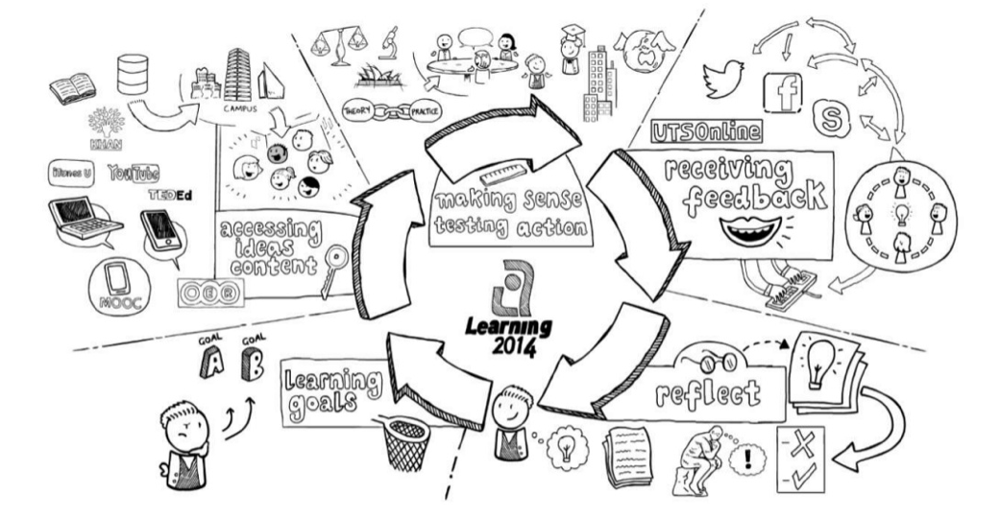 CAMPUS
KHAN
iTunes U
YouTube
TEDEd
MOOC
OER
accessing
ideas
content
THEORY
PRACTICE
making sense
testing action
UTSOnline
f
S
receiving
feedback
Learning
2014
GOAL
A
GOAL
B
learning
goals
reflect
!